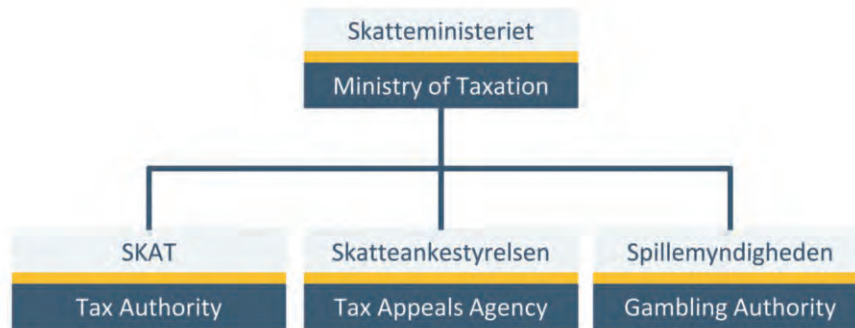 Skatteministeriet
Ministry of Taxation
SKAT
Tax Authority
Skatteankestyrelsen
Tax Appeals Agency
Spillemyndigheden
Gambling Authority